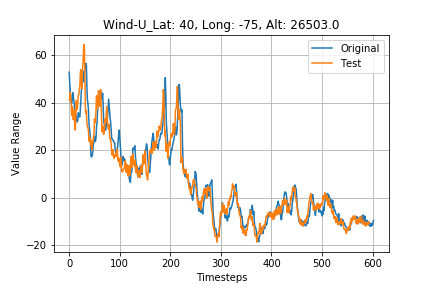 Wind-U_Lat: 40, Long: -75, Alt: 26503.0
Original
Test
Value Range
60
40
20
0
−20
0 100 200 300 400 500 600
Timesteps